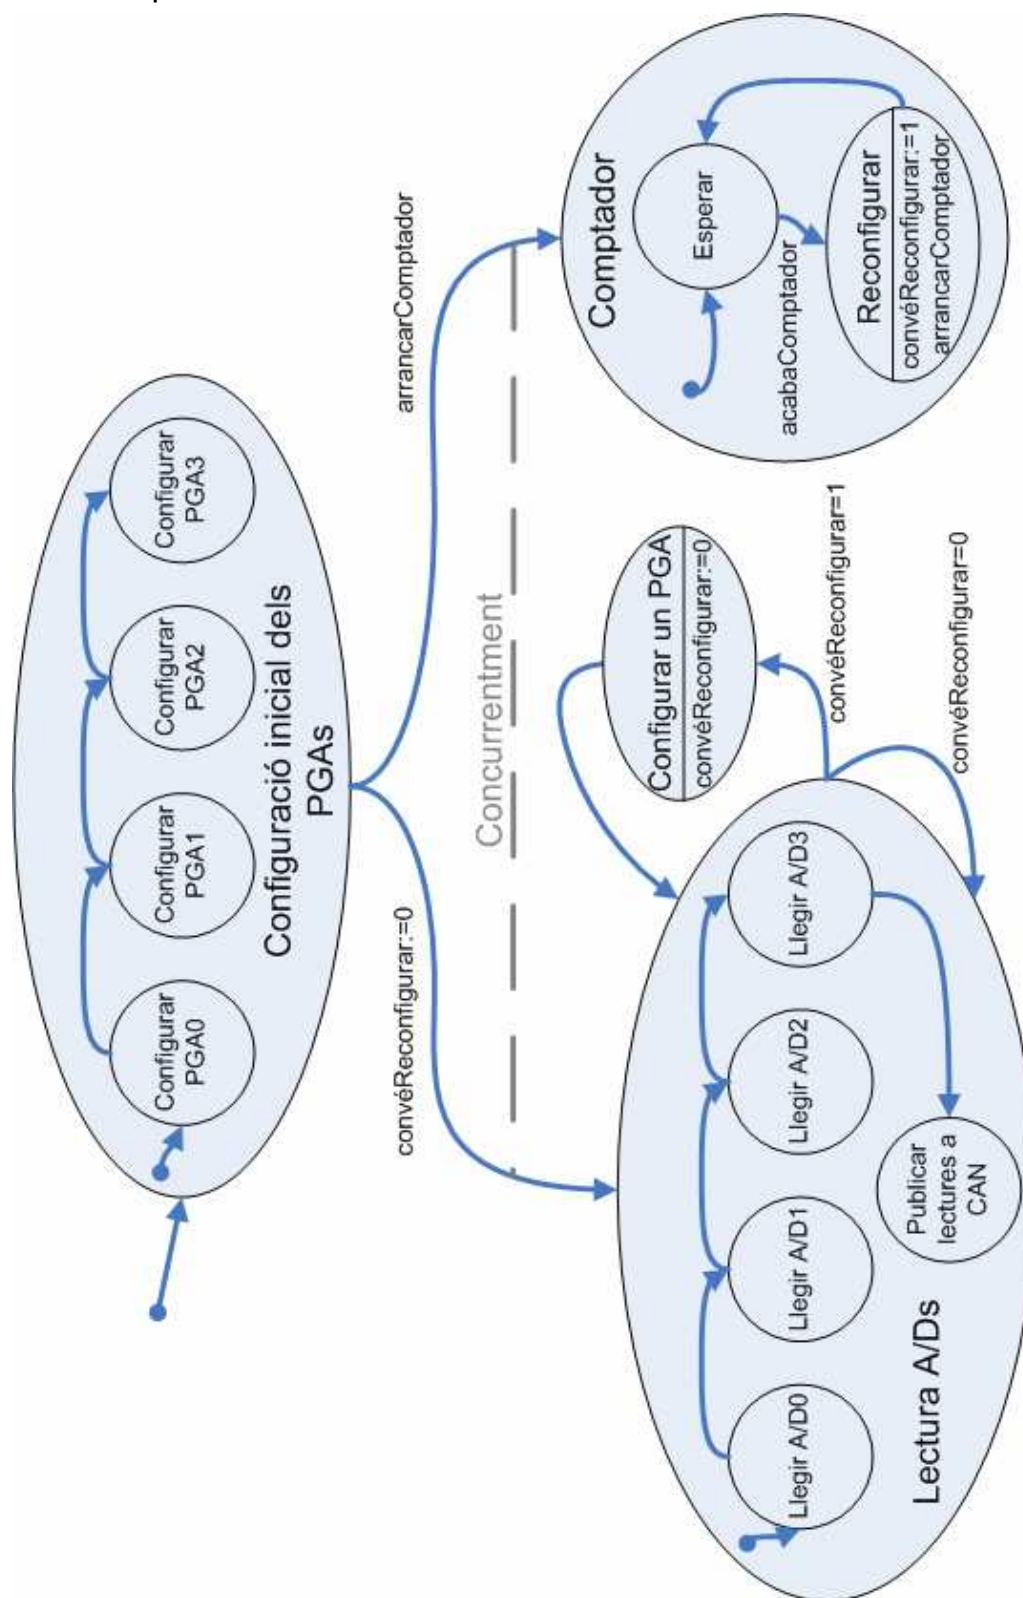 Configurar
PGA0
Configurar
PGA1
Configurar
PGA2
Configurar
PGA3
Configuració inicial dels
PGAs
convéReconfigurar:=0
arrancarComptador
Concurrentment
Llegir A/D0
Llegir A/D1
Llegir A/D2
Llegir A/D3
Publicar
lectures a
CAN
Lectura A/Ds
Configurar un PGA
convéReconfigurar:=0
convéReconfigurar=1
convéReconfigurar=0
Comptador
Esperar
acabaComptador
Reconfigurar
convéReconfigurar:=1
arrancarComptador